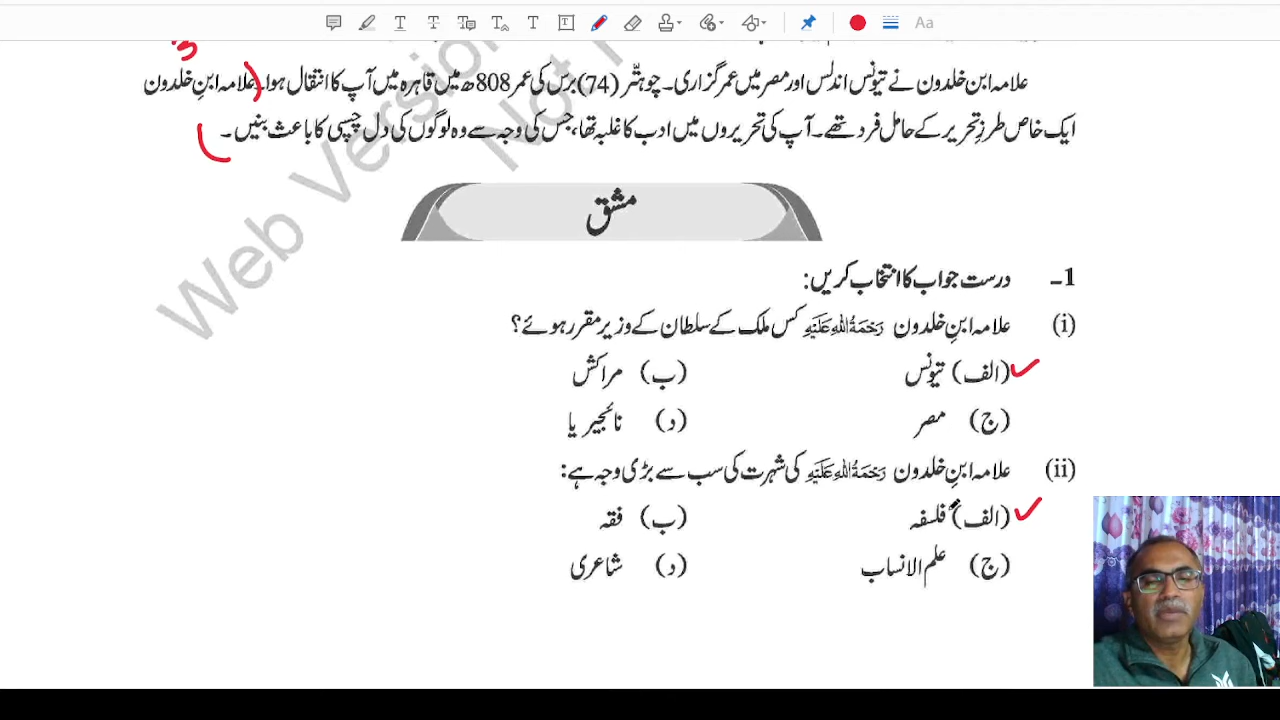 علامہ ابن خلدون نے تیونس اندلس اور مصر میں عمر گزاری۔ چوہتّر (74) برس کی عمر 808ھ میں قاہرہ میں آپ کا انتقال ہوا۔ علامہ ابنِ خلدون
ایک خاص طرزِ تحریر کے حامل فرد تھے۔ آپ کی تحریروں میں ادب کا غلبہ تھا، جس کی وجہ سے وہ لوگوں کی دل چسپی کا باعث بنیں۔
Web Version
Not
مشق
1۔ درست جواب کا انتخاب کریں:
(i) علامہ ابنِ خلدون رَحْمَۃُ اللہِ عَلَیْہِ کس ملک کے سلطان کے وزیر مقرر ہوئے؟
(الف) تیونس (ب) مراکش
(ج) مصر (د) نائیجیریا
(ii) علامہ ابنِ خلدون رَحْمَۃُ اللہِ عَلَیْہِ کی شہرت کی سب سے بڑی وجہ ہے:
(الف) فلسفہ (ب) فقہ
(ج) علم الانساب (د) شاعری